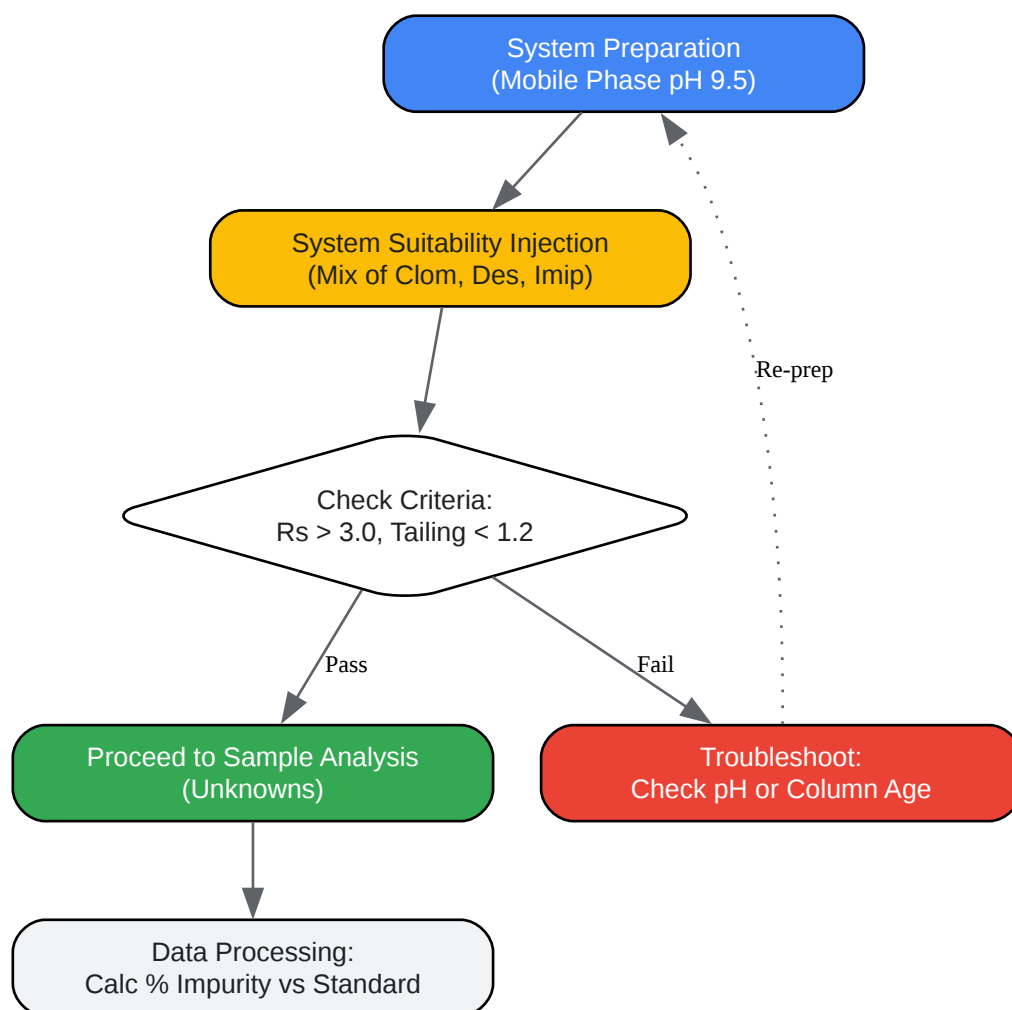 System Preparation
(Mobile Phase pH 9.5)
System Suitability Injection
(Mix of Clom, Des, Imip)
Re-prep
Check Criteria:
Rs > 3.0, Tailing < 1.2
Pass
Fail
Proceed to Sample Analysis
(Unknowns)
Troubleshoot:
Check pH or Column Age
Data Processing:
Calc % Impurity vs Standard